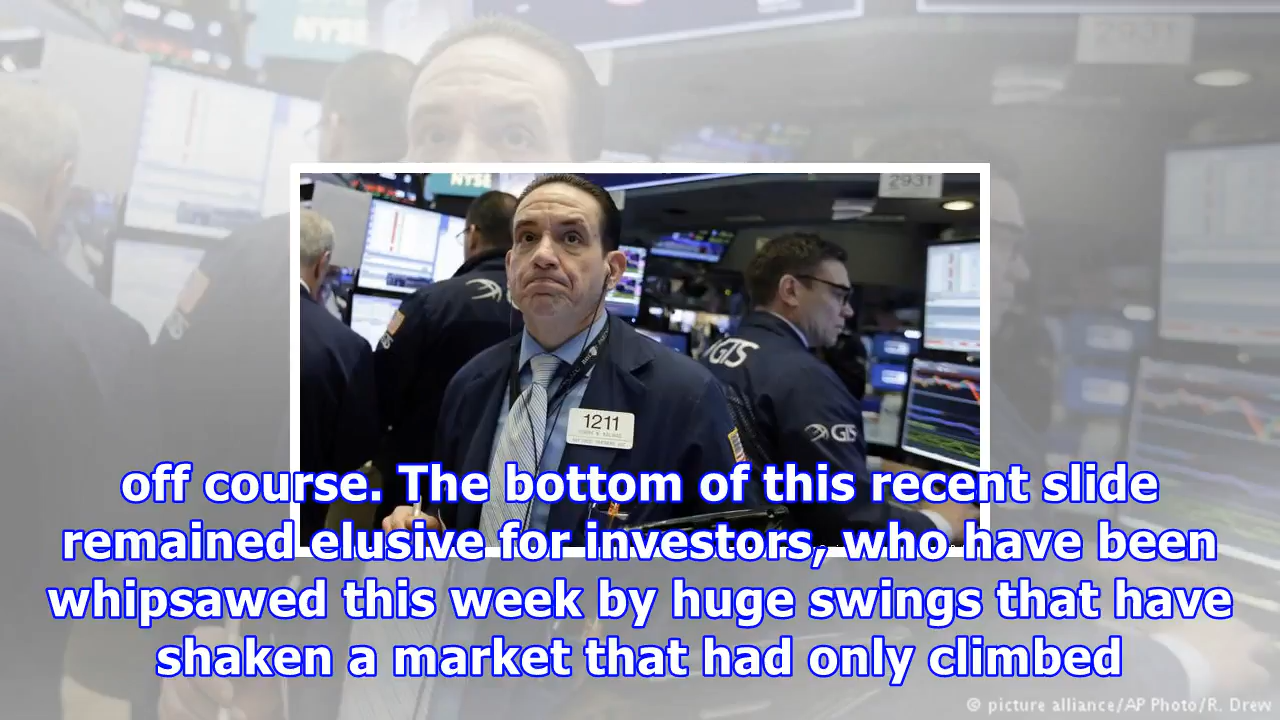 NYSE
2931
NYSE
2931
GTS
GTS
1211
off course. The bottom of this recent slide
remained elusive for investors, who have been
whipsawed this week by huge swings that have
shaken a market that had only climbed
© picture alliance/AP Photo/R. Drew